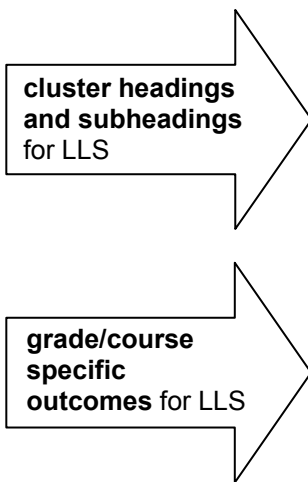 cluster headings
and subheadings
for LLS
grade/course
specific
outcomes for LLS